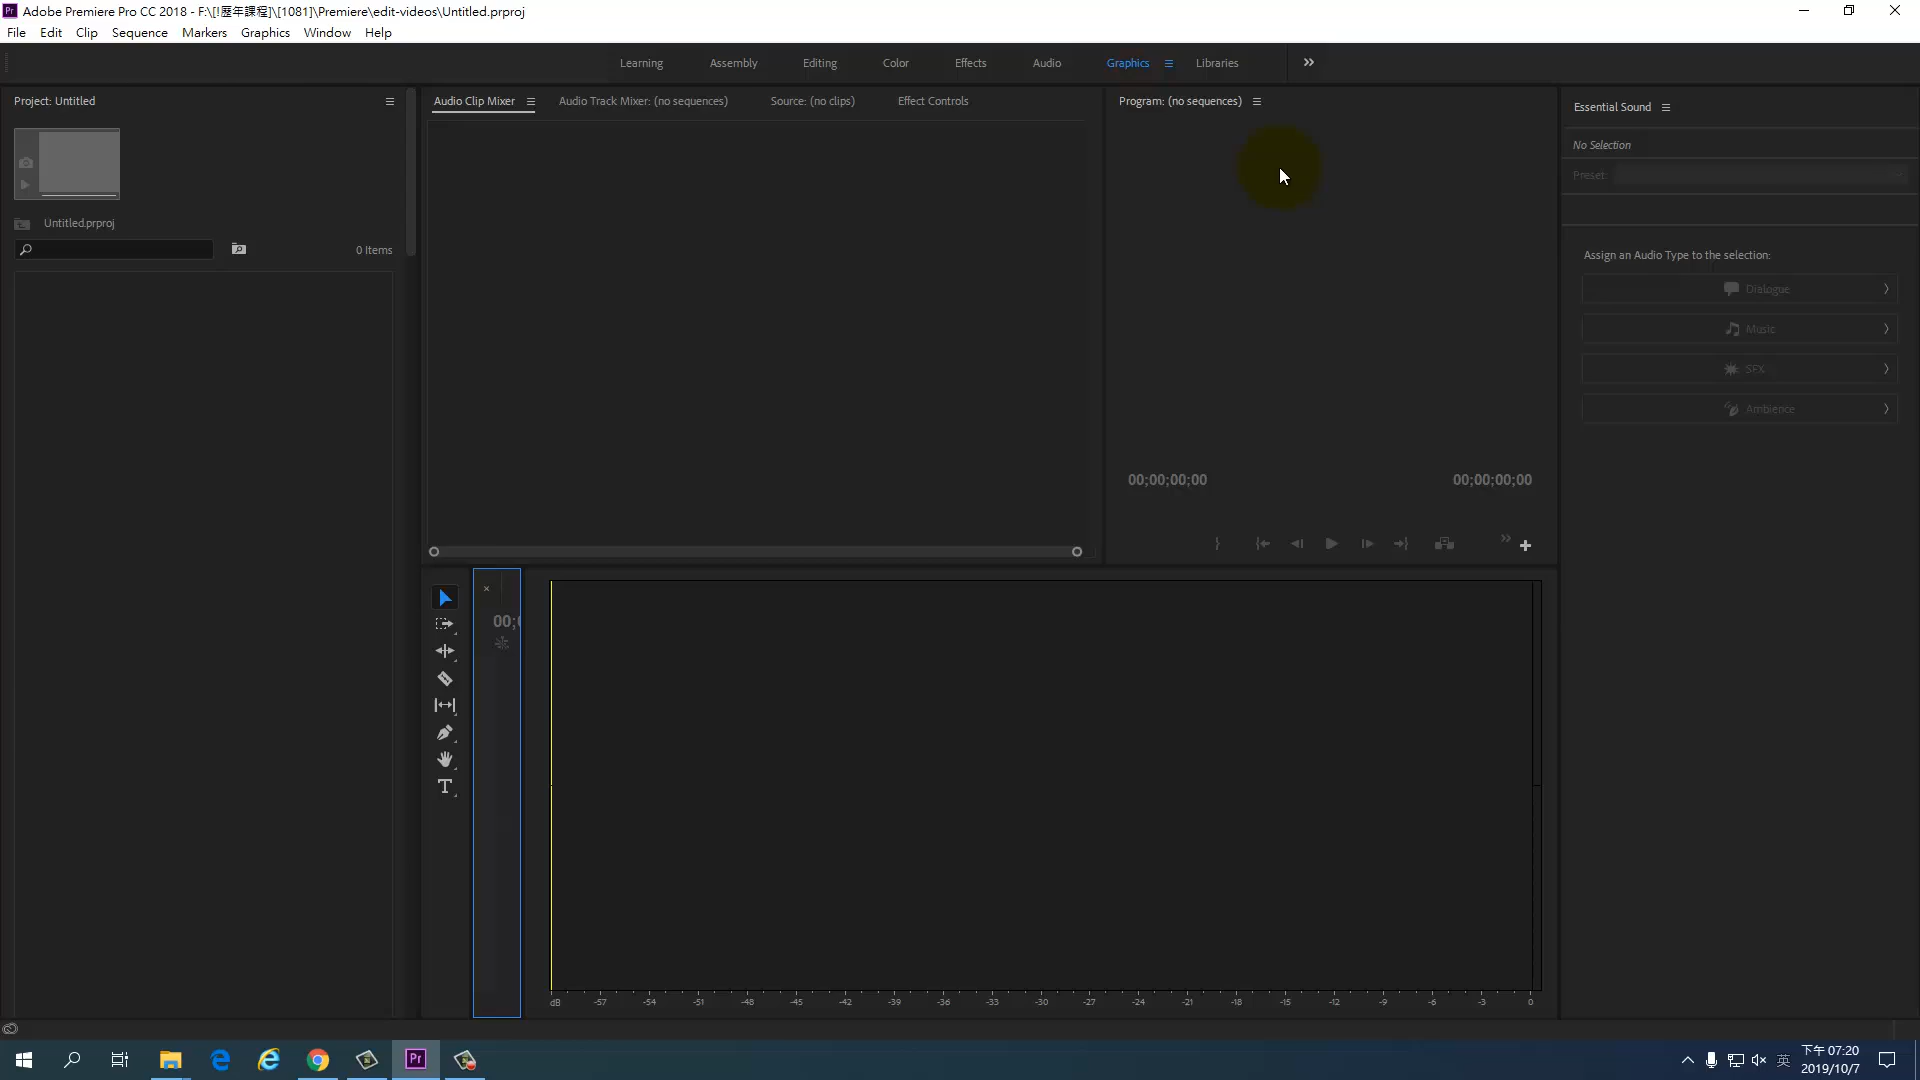 Pr Adobe Premiere Pro CC 2018 - F:\[!歷年課程]\[1081]\Premiere\edit-videos\Untitled.prproj
File Edit Clip Sequence Markers Graphics Window Help
Learning Assembly Editing Color Effects Audio Graphics Libraries
Project: Untitled
Audio Clip Mixer Audio Track Mixer: (no sequences) Source: (no clips) Effect Controls
Program: (no sequences)
Essential Sound
No Selection
Preset:
Untitled.prproj
0 Items
Assign an Audio Type to the selection:
Dialogue
Music
SFX
Ambience
00;00;00;00 00;00;00;00
00;0
T
dB -57 -54 -51 -48 -45 -42 -39 -36 -33 -30 -27 -24 -21 -18 -15 -12 -9 -6 -3 0
Pr
英
下午 07:20
2019/10/7